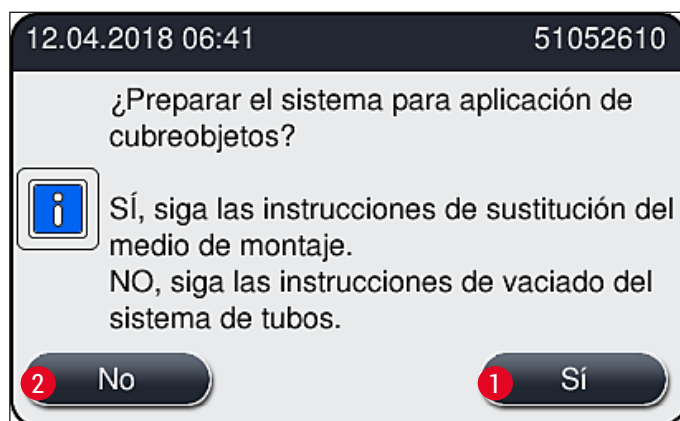 12.04.2018 06:41 51052610
¿Preparar el sistema para aplicación de
cubreobjetos?
SÍ, siga las instrucciones de sustitución del
medio de montaje.
NO, siga las instrucciones de vaciado del
sistema de tubos.
2 No 1 Sí